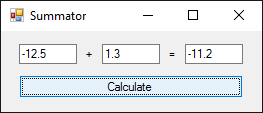 Summator
-12.5 + 1.3 = -11.2
Calculate